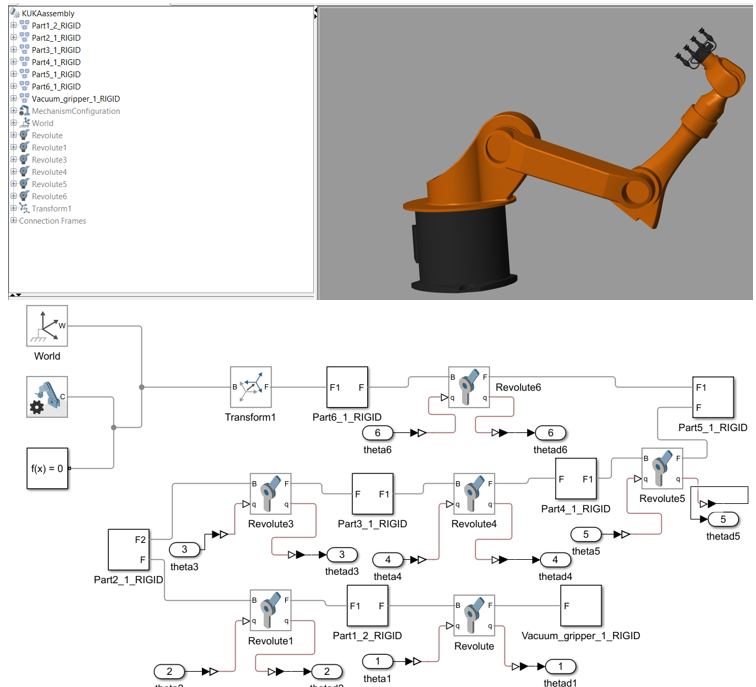 KUKAassembly
Part1_2_RIGID
Part2_1_RIGID
Part3_1_RIGID
Part4_1_RIGID
Part5_1_RIGID
Part6_1_RIGID
Vacuum_gripper_1_RIGID
MechanismConfiguration
World
Revolute
Revolute1
Revolute3
Revolute4
Revolute5
Revolute6
Transform1
Connection Frames
W
World
C
f(x) = 0
B F
Transform1
F1 F
Part6_1_RIGID
B F
q q
Revolute6
6
theta6
6
thetad6
F1
F
Part5_1_RIGID
B F
q q
Revolute5
5
theta5
5
thetad5
F F1
Part4_1_RIGID
B F
q q
Revolute4
4
theta4
4
thetad4
F F1
Part3_1_RIGID
B F
q q
Revolute3
3
theta3
3
thetad3
F2
F
Part2_1_RIGID
B F
q q
Revolute1
2
2
F1 F
Part1_2_RIGID
B F
q q
Revolute
1
theta1
1
thetad1
F
Vacuum_gripper_1_RIGID